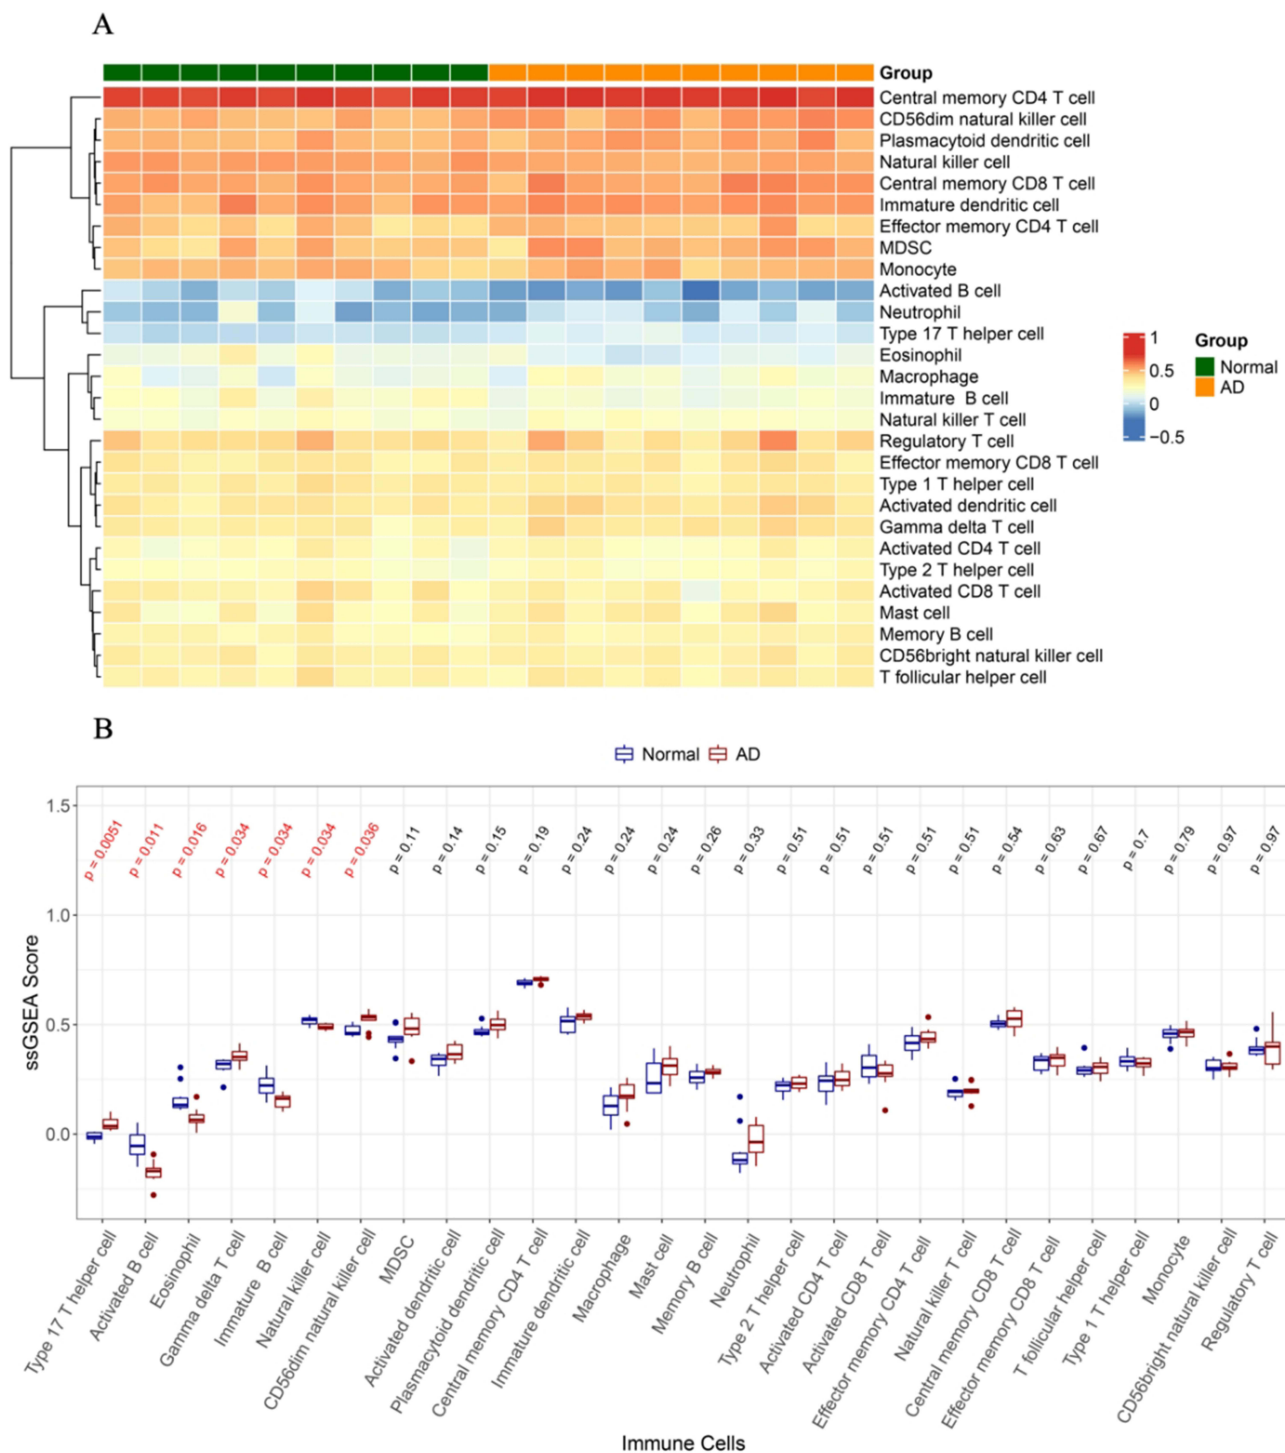 A
Group
Central memory CD4 T cell
CD56dim natural killer cell
Plasmacytoid dendritic cell
Natural killer cell
Central memory CD8 T cell
Immature dendritic cell
Effector memory CD4 T cell
MDSC
Monocyte
Activated B cell
Neutrophil
Type 17 T helper cell
Eosinophil
Macrophage
Immature  B cell
Natural killer T cell
Regulatory T cell
Effector memory CD8 T cell
Type 1 T helper cell
Activated dendritic cell
Gamma delta T cell
Activated CD4 T cell
Type 2 T helper cell
Activated CD8 T cell
Mast cell
Memory B cell
CD56bright natural killer cell
T follicular helper cell
1
0.5
0
−0.5
Group
Normal
AD
B
Normal AD
ssGSEA Score
1.5
1.0
0.5
0.0
p = 0.0051
p = 0.011
p = 0.016
p = 0.034
p = 0.034
p = 0.034
p = 0.036
p = 0.11
p = 0.14
p = 0.15
p = 0.19
p = 0.24
p = 0.24
p = 0.24
p = 0.26
p = 0.33
p = 0.51
p = 0.51
p = 0.51
p = 0.51
p = 0.51
p = 0.54
p = 0.63
p = 0.67
p = 0.7
p = 0.79
p = 0.97
p = 0.97
Type 17 T helper cell
Activated B cell
Eosinophil
Gamma delta T cell
Immature  B cell
Natural killer cell
CD56dim natural killer cell
MDSC
Activated dendritic cell
Plasmacytoid dendritic cell
Central memory CD4 T cell
Immature dendritic cell
Macrophage
Mast cell
Memory B cell
Neutrophil
Type 2 T helper cell
Activated CD4 T cell
Activated CD8 T cell
Effector memory CD4 T cell
Natural killer T cell
Central memory CD8 T cell
Effector memory CD8 T cell
T follicular helper cell
Type 1 T helper cell
Monocyte
CD56bright natural killer cell
Regulatory T cell
Immune Cells